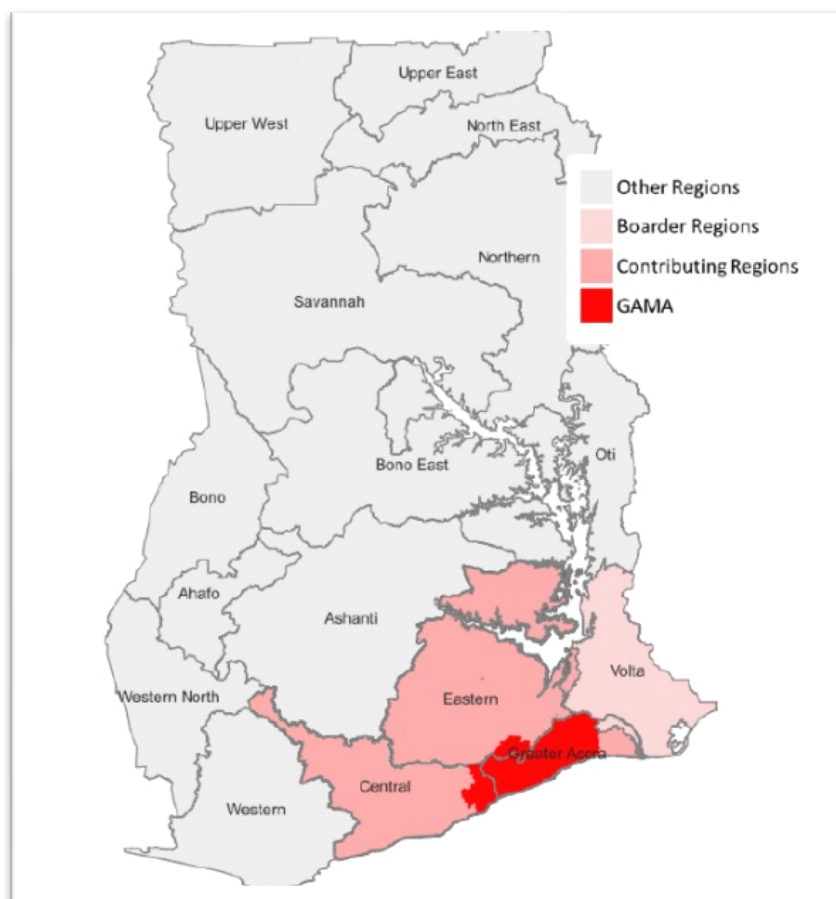 Upper East
Upper West
North East
Other Regions
Boarder Regions
Northern
Contributing Regions
Savannah
GAMA
Oti
Bono East
Bono
Ahafo
Ashanti
Volta
Western North
Eastern
Greater Accra
Central
Western